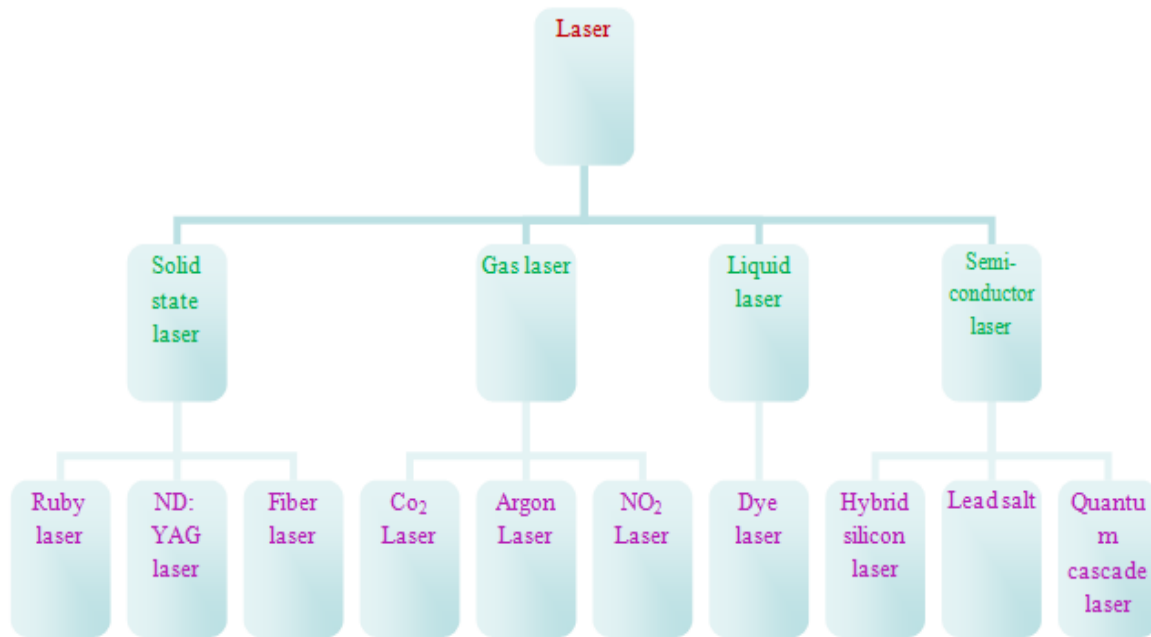 Laser
Solid
state
laser
Gas laser
Liquid
laser
Semi-
conductor
laser
Ruby
laser
ND:
YAG
laser
Fiber
laser
Co₂
Laser
Argon
Laser
NO₂
Laser
Dye
laser
Hybrid
silicon
laser
Lead salt
Quantu
m
cascade
laser